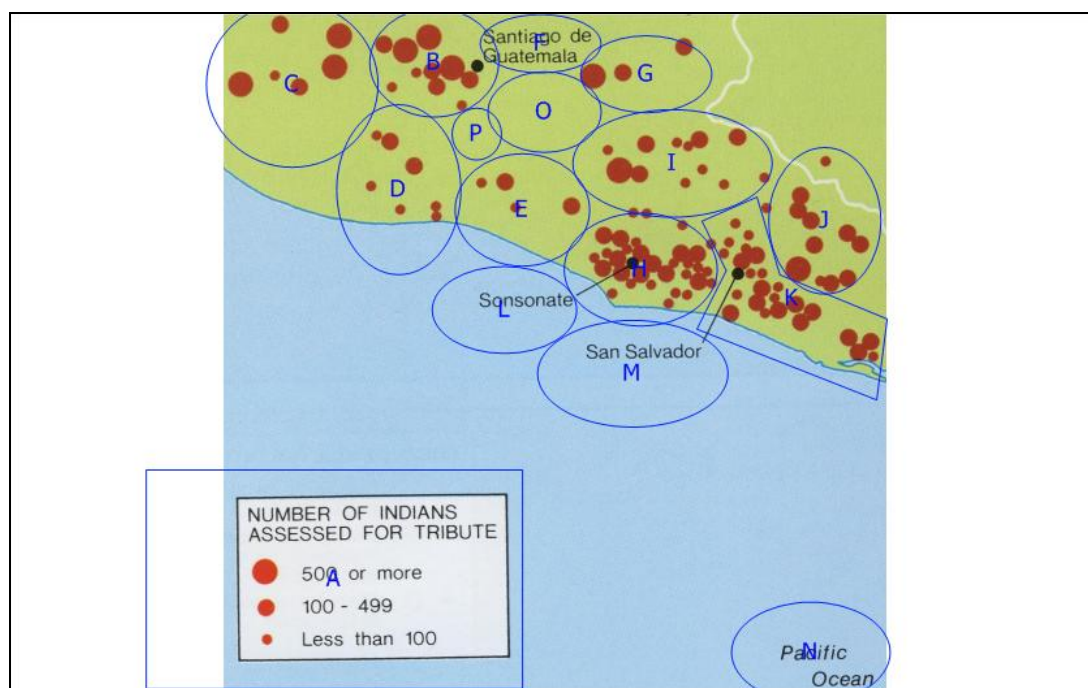 Santiago de
Guatemala
C
B
F
G
P
O
D
E
I
J
H
K
Sonsonate
L
San Salvador
M
NUMBER OF INDIANS
ASSESSED FOR TRIBUTE
500 or more
A
100 - 499
Less than 100
Pacific
N
Ocean